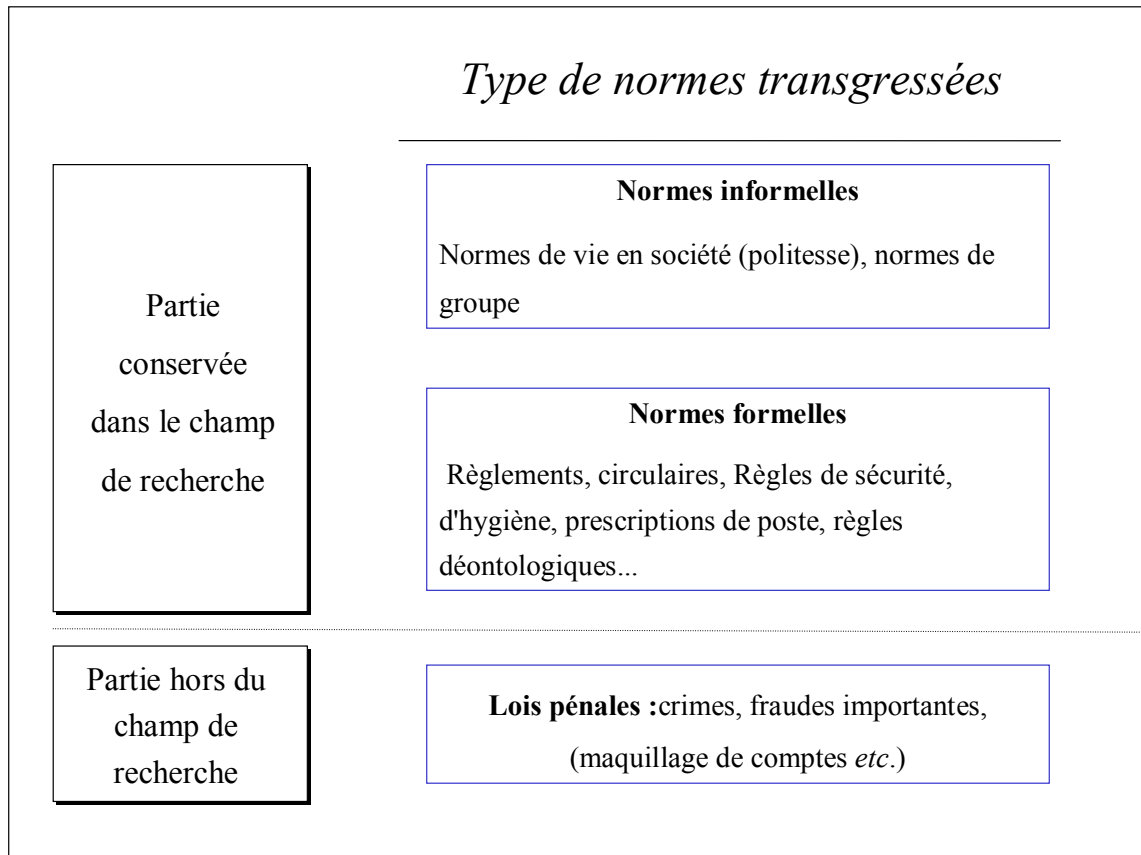 Type de normes transgressées
Partie
conservée
dans le champ
de recherche
Normes informelles
Normes de vie en société (politesse), normes de
groupe
Normes formelles
Règlements, circulaires, Règles de sécurité,
d'hygiène, prescriptions de poste, règles
déontologiques...
Partie hors du
champ de
recherche
Lois pénales :crimes, fraudes importantes,
(maquillage de comptes etc.)